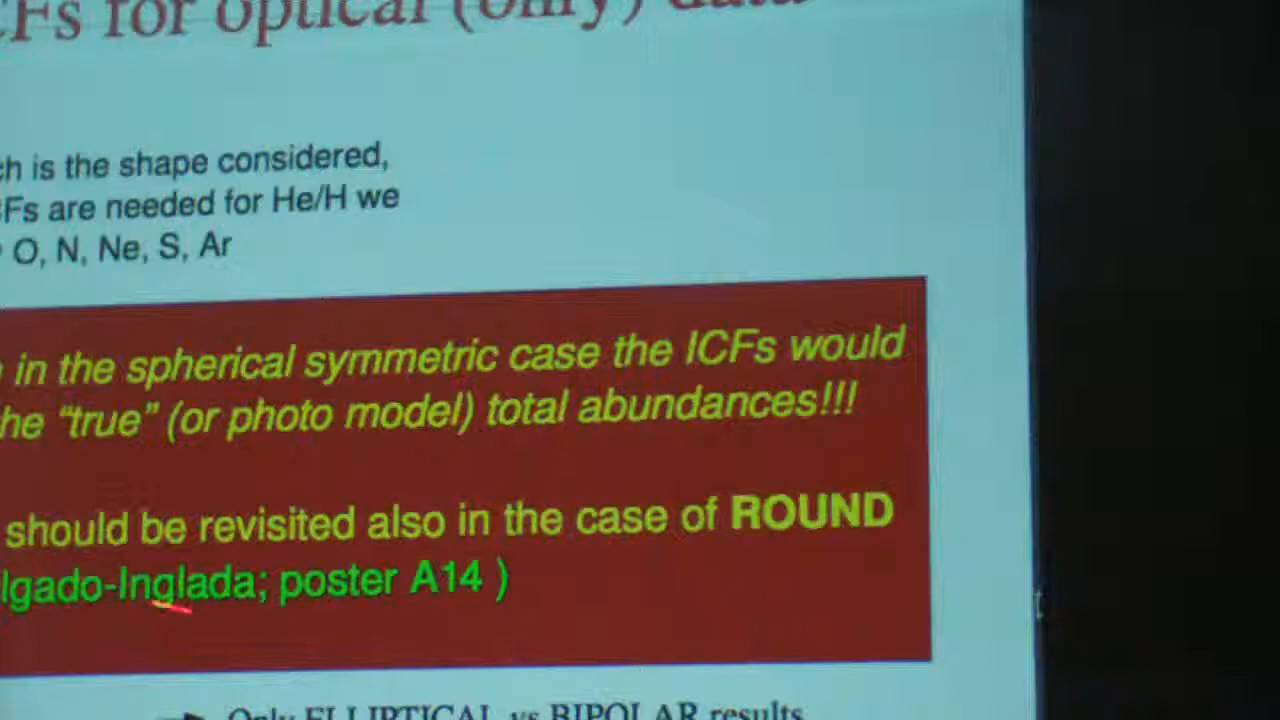 CFs for optical (only) data
ch is the shape considered,
CFs are needed for He/H we
O, N, Ne, S, Ar
in the spherical symmetric case the ICFs would
he “true” (or photo model) total abundances!!!
should be revisited also in the case of ROUND
lgado-Inglada; poster A14 )
Only ELLIPTICAL vs BIPOLAR results